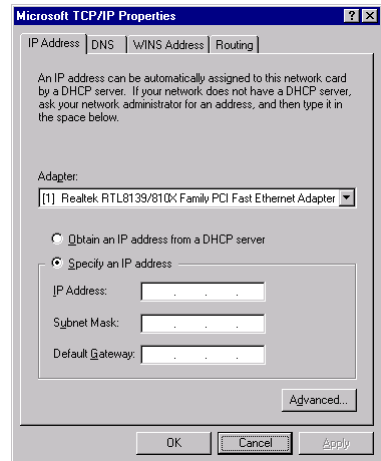 Microsoft TCP/IP Properties
IP Address DNS WINS Address Routing
An IP address can be automatically assigned to this network card
by a DHCP server. If your network does not have a DHCP server,
ask your network administrator for an address, and then type it in
the space below.
Adapter:
[1] Realtek RTL8139/810X Family PCI Fast Ethernet Adapter
Obtain an IP address from a DHCP server
Specify an IP address
IP Address:
Subnet Mask:
Default Gateway:
Advanced...
OK Cancel Apply